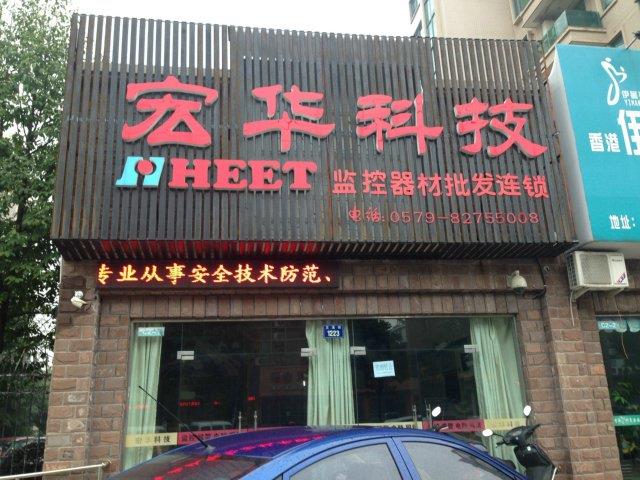 宏华科技
HEET 监控器材批发连锁
电话:0579-82755008
专业从事安全技术防范、
1223
香港
地址: